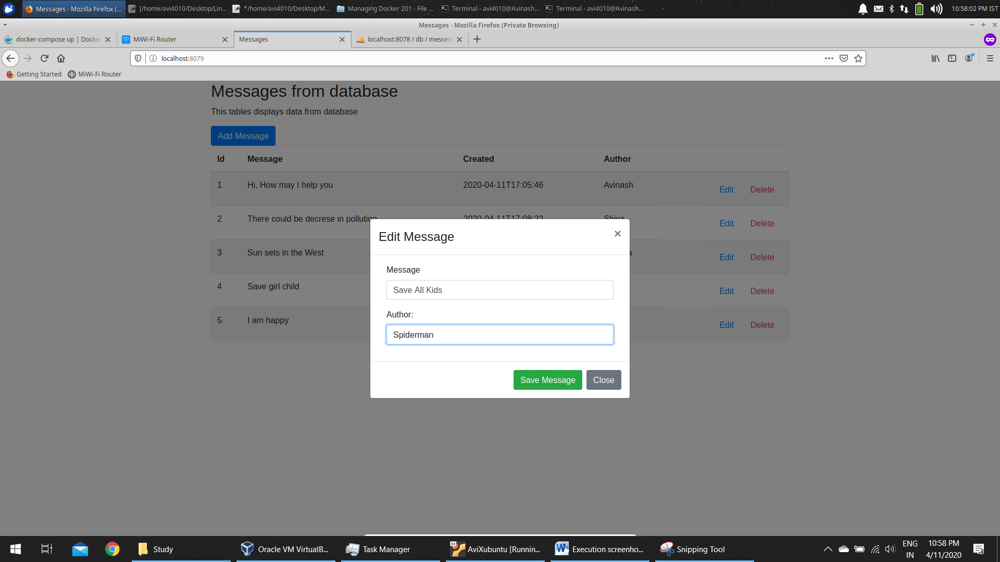 Messages - Mozilla Firefox (...
[/home/avi4010/Desktop/Lin...
*/home/avi4010/Desktop/M...
Managing Docker 201 - File ...
Terminal - avi4010@Avinash...
Terminal - avi4010@Avinash...
10:58:02 PM IST
Messages - Mozilla Firefox (Private Browsing)
docker-compose up | Docker
MiWi-Fi Router
Messages
localhost:8078 / db / messen
localhost:8079
Getting Started
MiWi-Fi Router
Messages from database
This tables displays data from database
Add Message
Id Message Created Author
1 Hi, How may I help you 2020-04-11T17:05:46 Avinash Edit Delete
2 There could be decrese in pollution 2020-04-11T17:08:22 Shiva Edit Delete
3 Sun sets in the West a Edit Delete
4 Save girl child Edit Delete
5 I am happy Edit Delete
Edit Message
×
Message
Save All Kids
Author:
Spiderman
Save Message
Close
Study
Oracle VM VirtualB...
Task Manager
64
AviXubuntu [Runnin...
Execution screensho...
Snipping Tool
ENG
IN
10:58 PM
4/11/2020